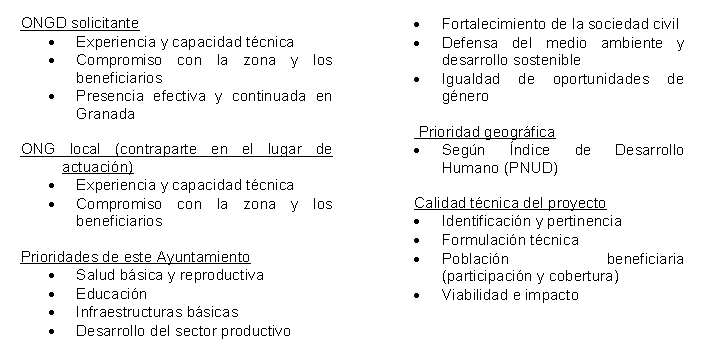 ONGD solicitante
• Experiencia y capacidad técnica
• Compromiso con la zona y los
beneficiarios
• Presencia efectiva y continuada en
Granada
ONG local (contraparte en el lugar de
actuación)
• Experiencia y capacidad técnica
• Compromiso con la zona y los
beneficiarios
Prioridades de este Ayuntamiento
• Salud básica y reproductiva
• Educación
• Infraestructuras básicas
• Desarrollo del sector productivo
• Fortalecimiento de la sociedad civil
• Defensa del medio ambiente y
desarrollo sostenible
• Igualdad de oportunidades de
género
Prioridad geográfica
• Según Índice de Desarrollo
Humano (PNUD)
Calidad técnica del proyecto
• Identificación y pertinencia
• Formulación técnica
• Población beneficiaria
(participación y cobertura)
• Viabilidad e impacto